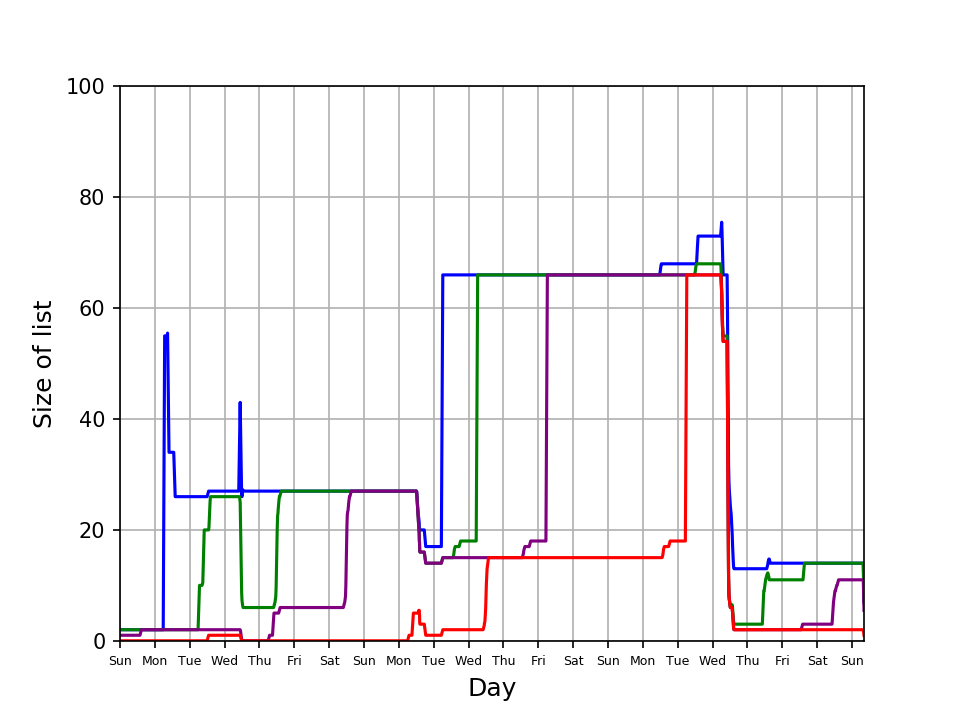 100
80
60
40
20
0
Size of list
Sun Mon Tue Wed Thu Fri Sat Sun Mon Tue Wed Thu Fri Sat Sun Mon Tue Wed Thu Fri Sat Sun
Day